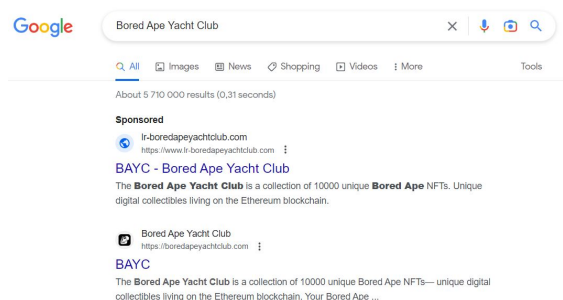 Google
Bored Ape Yacht Club
All Images News Shopping Videos More Tools
About 5 710 000 results (0,31 seconds)
Sponsored
lr-boredapeyachtclub.com
https://www.lr-boredapeyachtclub.com
BAYC - Bored Ape Yacht Club
The Bored Ape Yacht Club is a collection of 10000 unique Bored Ape NFTs. Unique
digital collectibles living on the Ethereum blockchain.
Bored Ape Yacht Club
https://boredapeyachtclub.com
BAYC
The Bored Ape Yacht Club is a collection of 10000 unique Bored Ape NFTs— unique digital
collectibles living on the Ethereum blockchain. Your Bored Ape ...